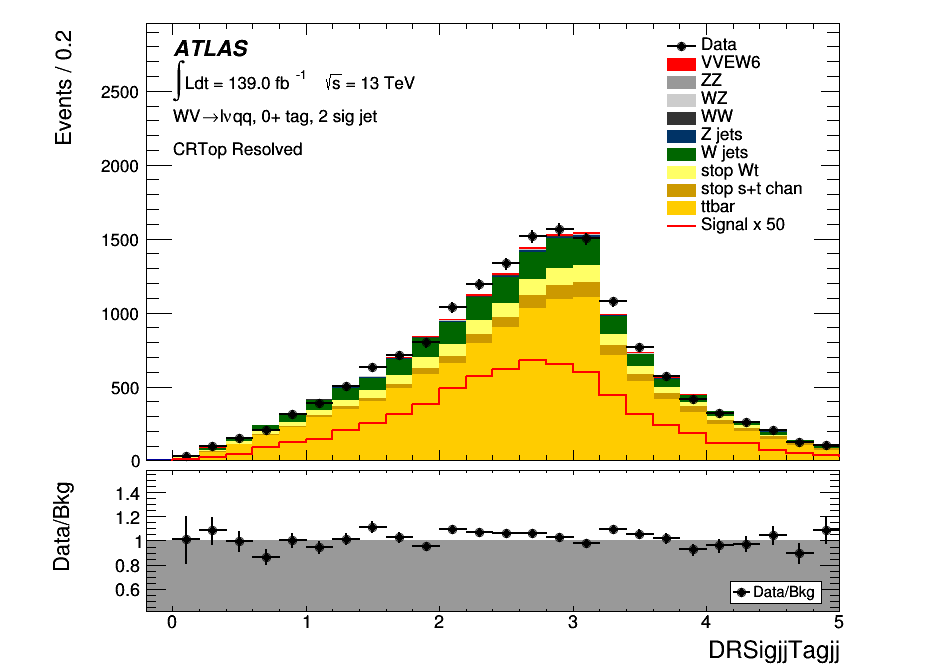 ATLAS
∫Ldt = 139.0 fb -1 √s = 13 TeV
WV→lνqq, 0+ tag, 2 sig jet
CRTop Resolved
Data
VVEW6
ZZ
WZ
WW
Z jets
W jets
stop Wt
stop s+t chan
ttbar
Signal x 50
Events / 0.2
2500
2000
1500
1000
500
0
Data/Bkg
1.4
1.2
1
0.8
0.6
Data/Bkg
0 1 2 3 4 5
DRSigjjTagjj